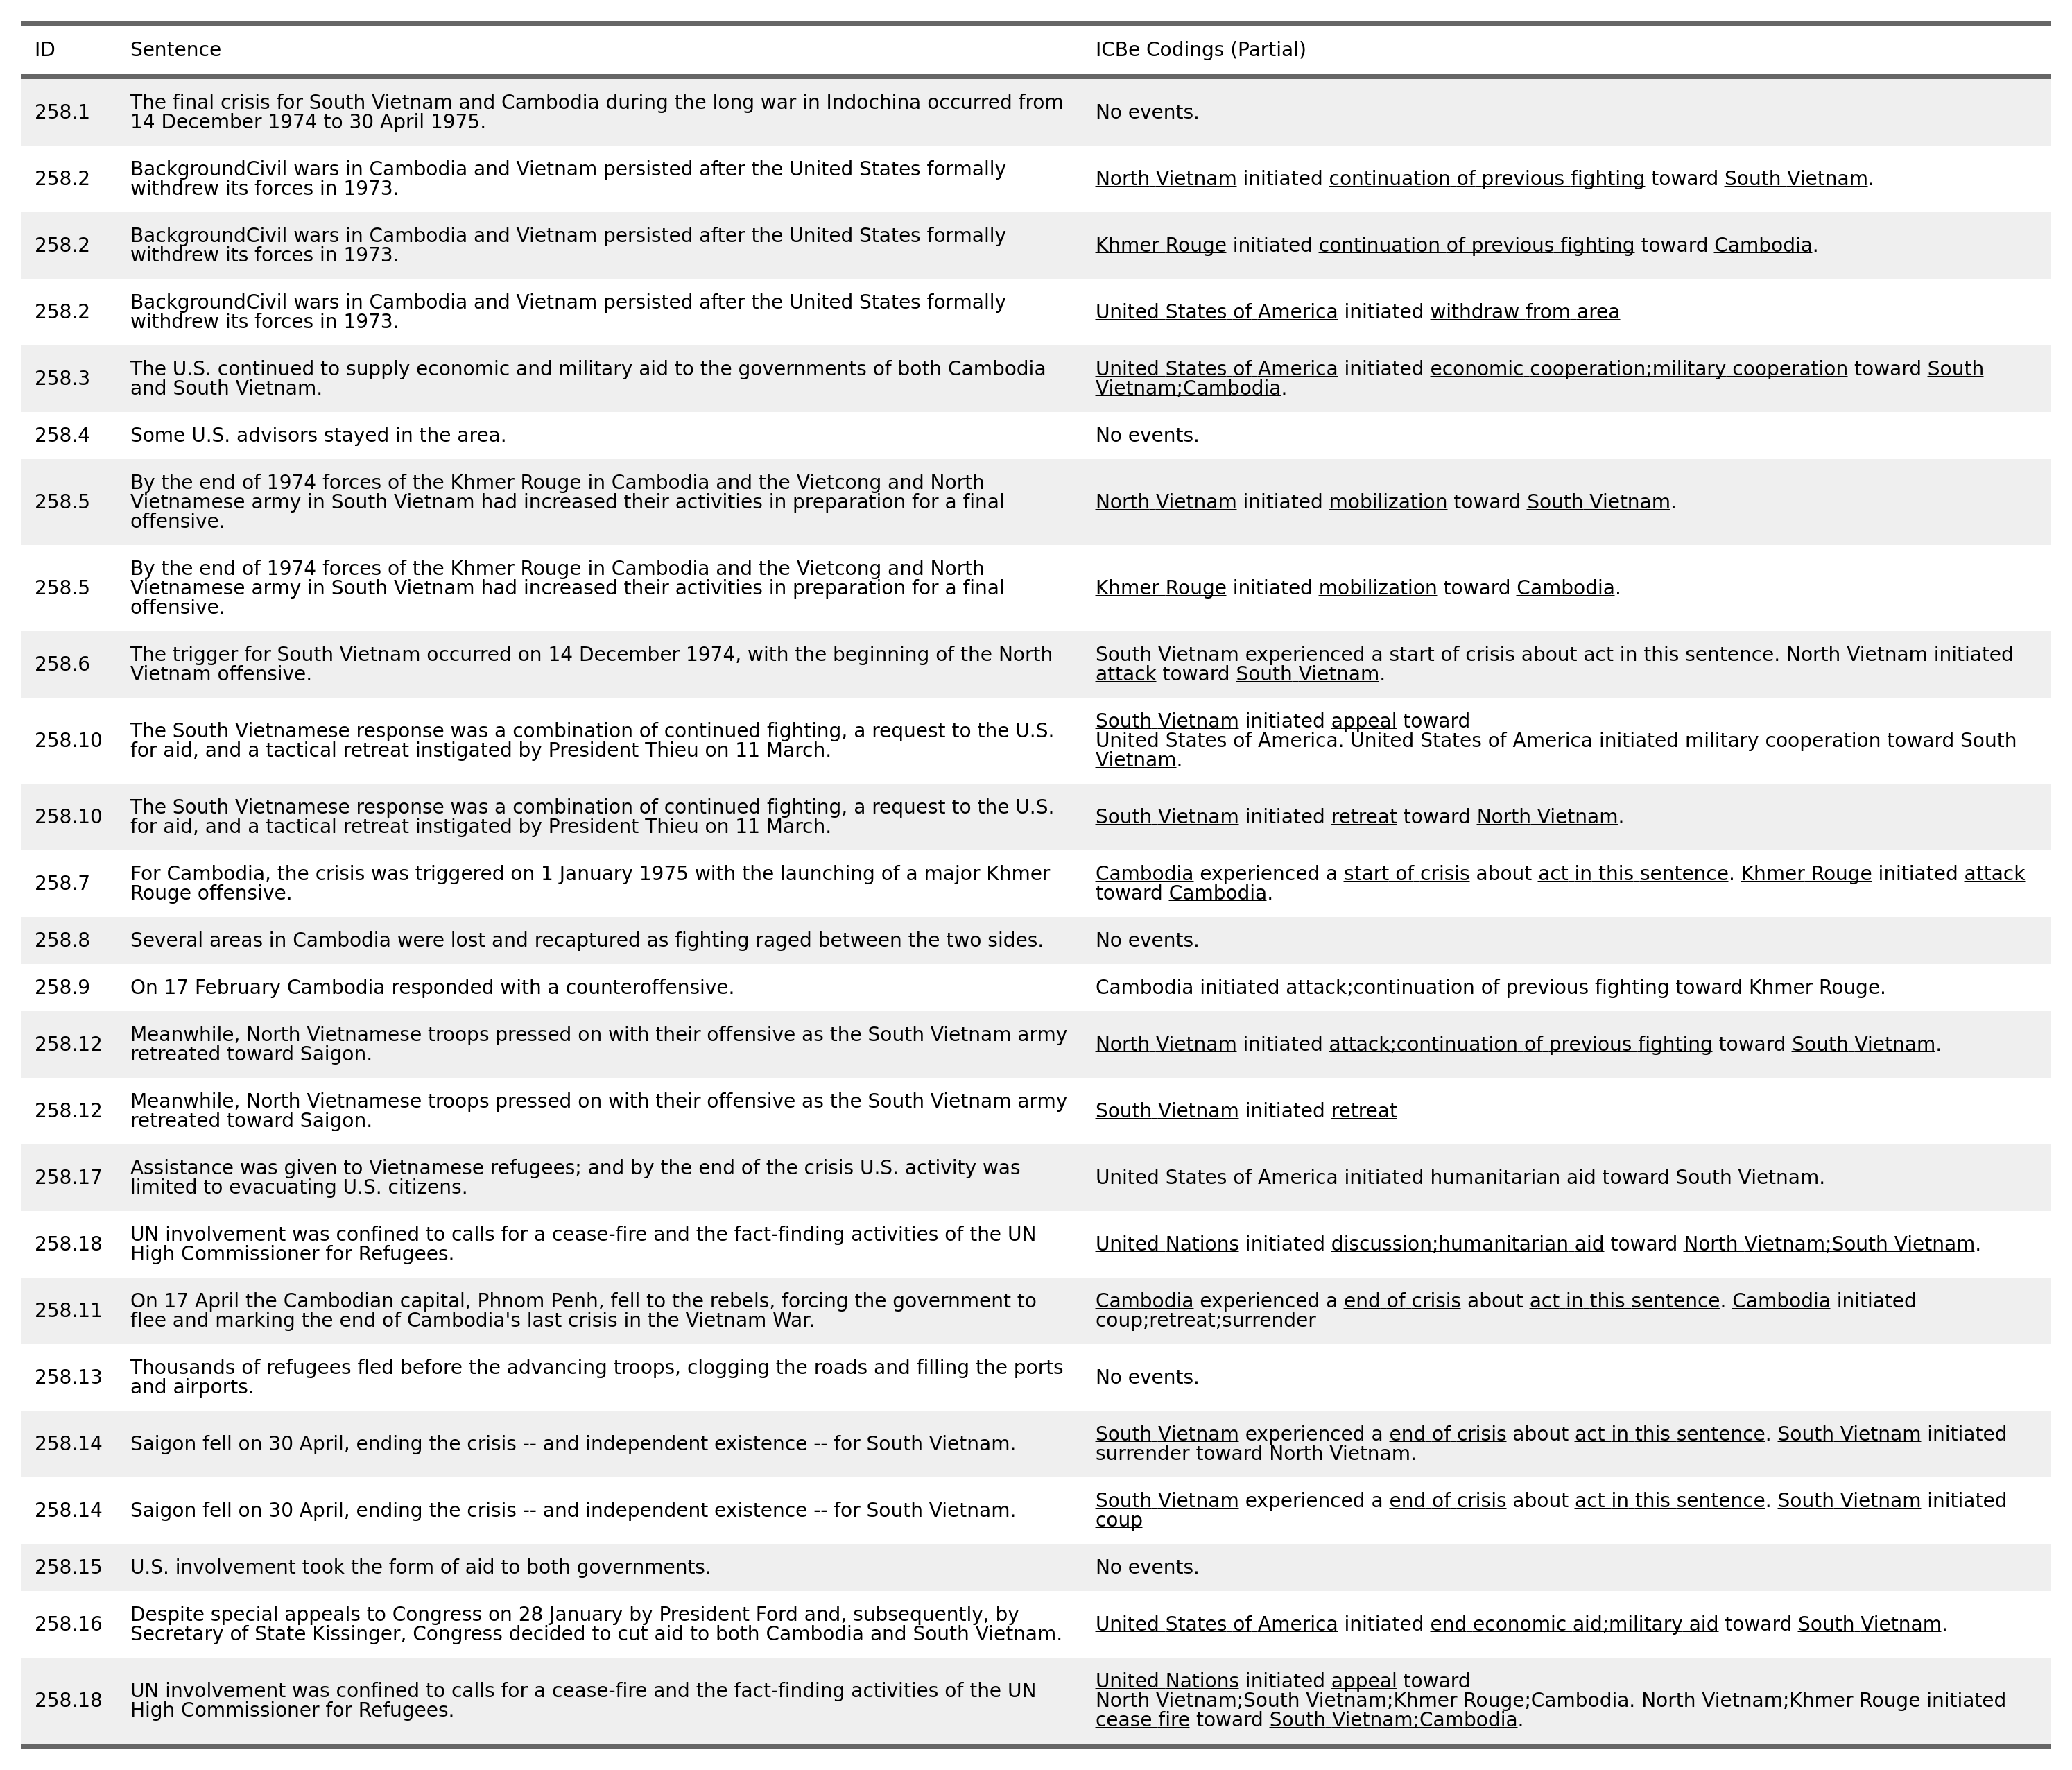 ID Sentence ICBe Codings (Partial)
258.1 The final crisis for South Vietnam and Cambodia during the long war in Indochina occurred from
14 December 1974 to 30 April 1975. No events.
258.2 BackgroundCivil wars in Cambodia and Vietnam persisted after the United States formally
withdrew its forces in 1973. North Vietnam initiated continuation of previous fighting toward South Vietnam.
258.2 BackgroundCivil wars in Cambodia and Vietnam persisted after the United States formally
withdrew its forces in 1973. Khmer Rouge initiated continuation of previous fighting toward Cambodia.
258.2 BackgroundCivil wars in Cambodia and Vietnam persisted after the United States formally
withdrew its forces in 1973. United States of America initiated withdraw from area
258.3 The U.S. continued to supply economic and military aid to the governments of both Cambodia
and South Vietnam. United States of America initiated economic cooperation;military cooperation toward South
Vietnam;Cambodia.
258.4 Some U.S. advisors stayed in the area. No events.
258.5 By the end of 1974 forces of the Khmer Rouge in Cambodia and the Vietcong and North
Vietnamese army in South Vietnam had increased their activities in preparation for a final
offensive. North Vietnam initiated mobilization toward South Vietnam.
258.5 By the end of 1974 forces of the Khmer Rouge in Cambodia and the Vietcong and North
Vietnamese army in South Vietnam had increased their activities in preparation for a final
offensive. Khmer Rouge initiated mobilization toward Cambodia.
258.6 The trigger for South Vietnam occurred on 14 December 1974, with the beginning of the North
Vietnam offensive. South Vietnam experienced a start of crisis about act in this sentence. North Vietnam initiated
attack toward South Vietnam.
258.10 The South Vietnamese response was a combination of continued fighting, a request to the U.S.
for aid, and a tactical retreat instigated by President Thieu on 11 March. South Vietnam initiated appeal toward
United States of America. United States of America initiated military cooperation toward South
Vietnam.
258.10 The South Vietnamese response was a combination of continued fighting, a request to the U.S.
for aid, and a tactical retreat instigated by President Thieu on 11 March. South Vietnam initiated retreat toward North Vietnam.
258.7 For Cambodia, the crisis was triggered on 1 January 1975 with the launching of a major Khmer
Rouge offensive. Cambodia experienced a start of crisis about act in this sentence. Khmer Rouge initiated attack
toward Cambodia.
258.8 Several areas in Cambodia were lost and recaptured as fighting raged between the two sides. No events.
258.9 On 17 February Cambodia responded with a counteroffensive. Cambodia initiated attack;continuation of previous fighting toward Khmer Rouge.
258.12 Meanwhile, North Vietnamese troops pressed on with their offensive as the South Vietnam army
retreated toward Saigon. North Vietnam initiated attack;continuation of previous fighting toward South Vietnam.
258.12 Meanwhile, North Vietnamese troops pressed on with their offensive as the South Vietnam army
retreated toward Saigon. South Vietnam initiated retreat
258.17 Assistance was given to Vietnamese refugees; and by the end of the crisis U.S. activity was
limited to evacuating U.S. citizens. United States of America initiated humanitarian aid toward South Vietnam.
258.18 UN involvement was confined to calls for a cease-fire and the fact-finding activities of the UN
High Commissioner for Refugees. United Nations initiated discussion;humanitarian aid toward North Vietnam;South Vietnam.
258.11 On 17 April the Cambodian capital, Phnom Penh, fell to the rebels, forcing the government to
flee and marking the end of Cambodia's last crisis in the Vietnam War. Cambodia experienced a end of crisis about act in this sentence. Cambodia initiated
coup;retreat;surrender
258.13 Thousands of refugees fled before the advancing troops, clogging the roads and filling the ports
and airports. No events.
258.14 Saigon fell on 30 April, ending the crisis -- and independent existence -- for South Vietnam. South Vietnam experienced a end of crisis about act in this sentence. South Vietnam initiated
surrender toward North Vietnam.
258.14 Saigon fell on 30 April, ending the crisis -- and independent existence -- for South Vietnam. South Vietnam experienced a end of crisis about act in this sentence. South Vietnam initiated
coup
258.15 U.S. involvement took the form of aid to both governments. No events.
258.16 Despite special appeals to Congress on 28 January by President Ford and, subsequently, by
Secretary of State Kissinger, Congress decided to cut aid to both Cambodia and South Vietnam. United States of America initiated end economic aid;military aid toward South Vietnam.
258.18 UN involvement was confined to calls for a cease-fire and the fact-finding activities of the UN
High Commissioner for Refugees. United Nations initiated appeal toward
North Vietnam;South Vietnam;Khmer Rouge;Cambodia. North Vietnam;Khmer Rouge initiated
cease fire toward South Vietnam;Cambodia.